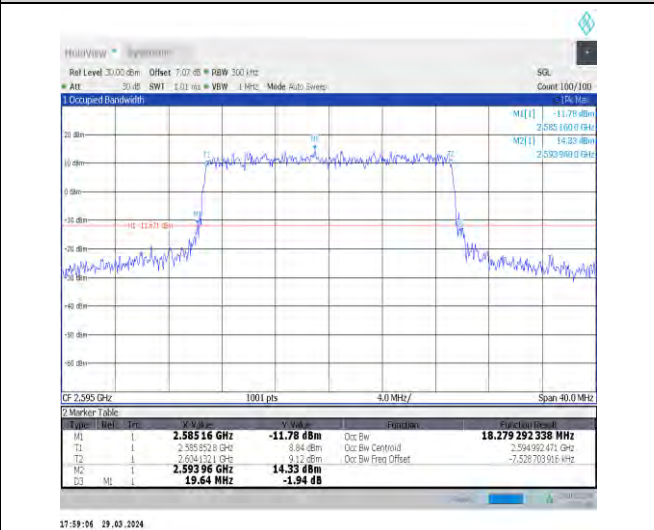 MultiView Spectrum
Ref Level 30.00 dBm Offset 7.07 dB RBW 300 kHz SGL
Att 30 dB SWT 1.01 ms VBW 1 MHz Mode Auto Sweep Count 100/100
1 Occupied Bandwidth 1Pk Max
M1[1] -11.78 dBm
2.585 160 0 GHz
M2[1] 14.33 dBm
2.593 960 0 GHz
20 dBm
M2
T1 T2
10 dBm
0 dBm
-10 dBm
M1
H1 -11.671 dBm
-20 dBm
-30 dBm
-40 dBm
-50 dBm
-60 dBm
CF 2.595 GHz 1001 pts 4.0 MHz/ Span 40.0 MHz
2 Marker Table
Type Ref Trc X-Value Y-Value Function Function Result
M1 1 2.585 16 GHz -11.78 dBm Occ Bw 18.279 292 338 MHz
T1 1 2.585 852 8 GHz 8.84 dBm Occ Bw Centroid 2.594 992 471 GHz
T2 1 2.604 132 1 GHz 9.12 dBm Occ Bw Freq Offset -7.528 703 916 kHz
M2 1 2.593 96 GHz 14.33 dBm
D3 M1 1 19.64 MHz -1.94 dB
17:59:06 29.03.2024